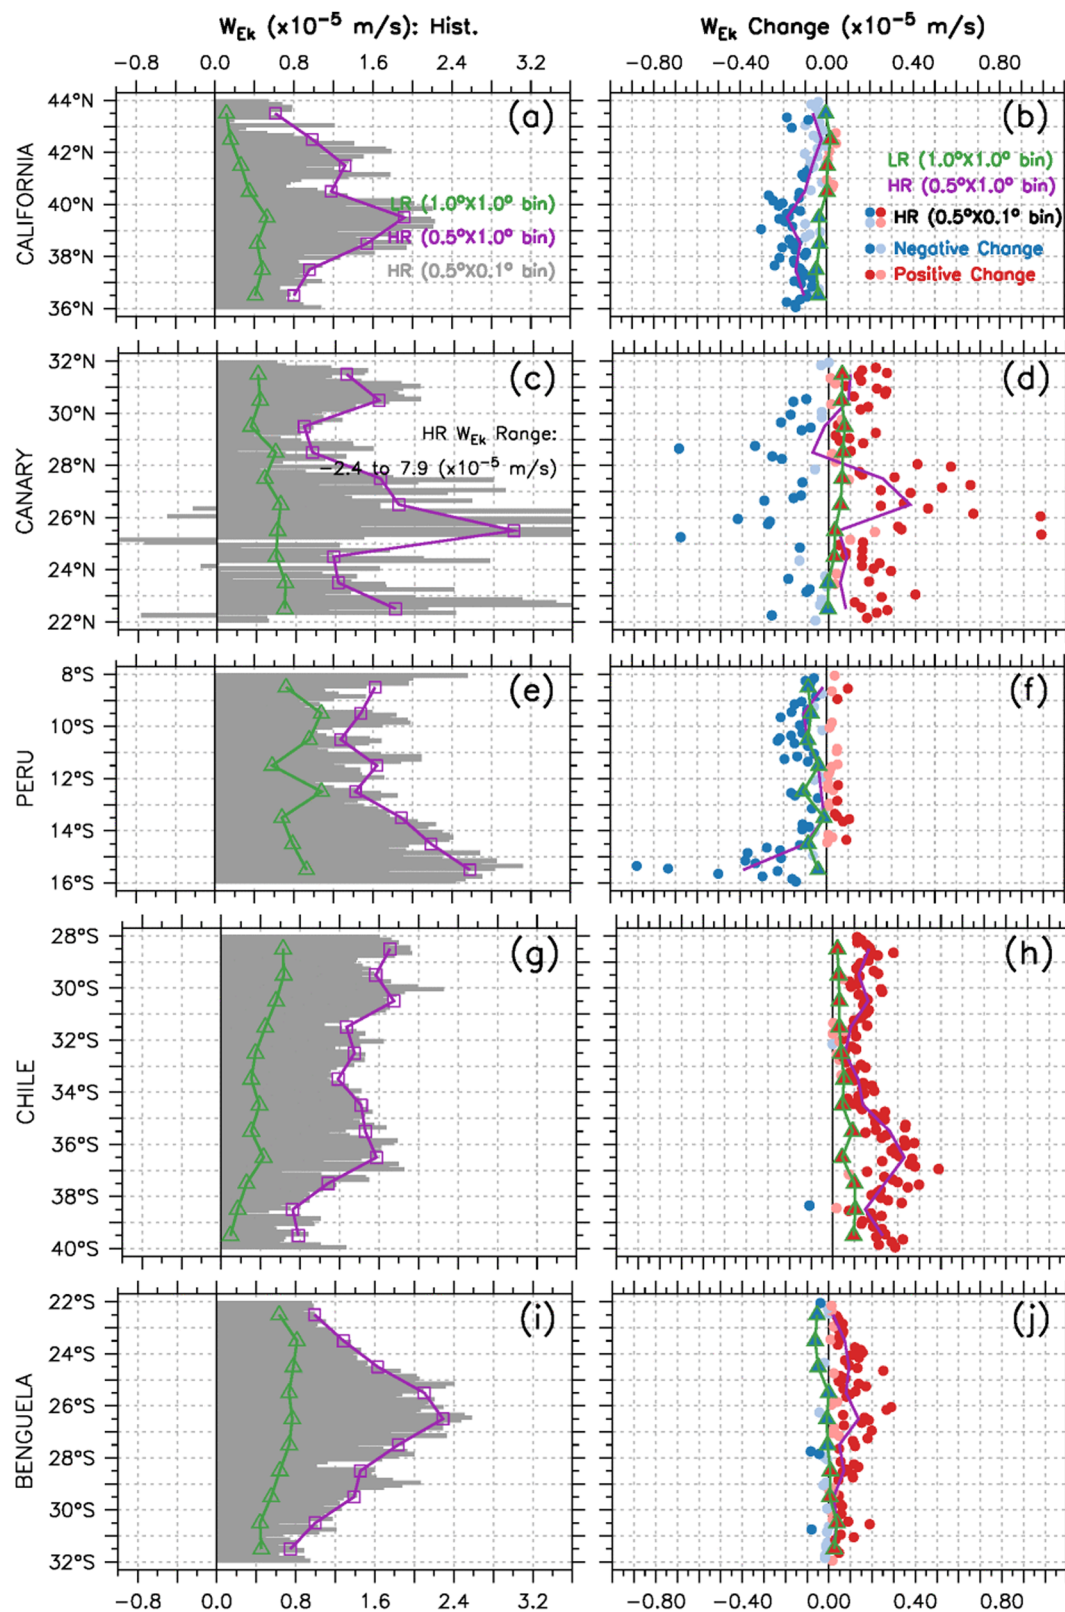 W_Ek (x10⁻⁵ m/s): Hist.
W_Ek Change (x10⁻⁵ m/s)
−0.8 0.0 0.8 1.6 2.4 3.2
−0.80 −0.40 0.00 0.40 0.80
CALIFORNIA
44°N
42°N
40°N
38°N
36°N
(a)
LR (1.0°X1.0° bin)
HR (0.5°X1.0° bin)
HR (0.5°X0.1° bin)
(b)
LR (1.0°X1.0° bin)
HR (0.5°X1.0° bin)
HR (0.5°X0.1° bin)
Negative Change
Positive Change
CANARY
32°N
30°N
28°N
26°N
24°N
22°N
(c)
HR W_Ek Range:
−2.4 to 7.9 (x10⁻⁵ m/s)
(d)
PERU
8°S
10°S
12°S
14°S
16°S
(e)
(f)
CHILE
28°S
30°S
32°S
34°S
36°S
38°S
40°S
(g)
(h)
BENGUELA
22°S
24°S
26°S
28°S
30°S
32°S
(i)
(j)
−0.8 0.0 0.8 1.6 2.4 3.2
−0.80 −0.40 0.00 0.40 0.80